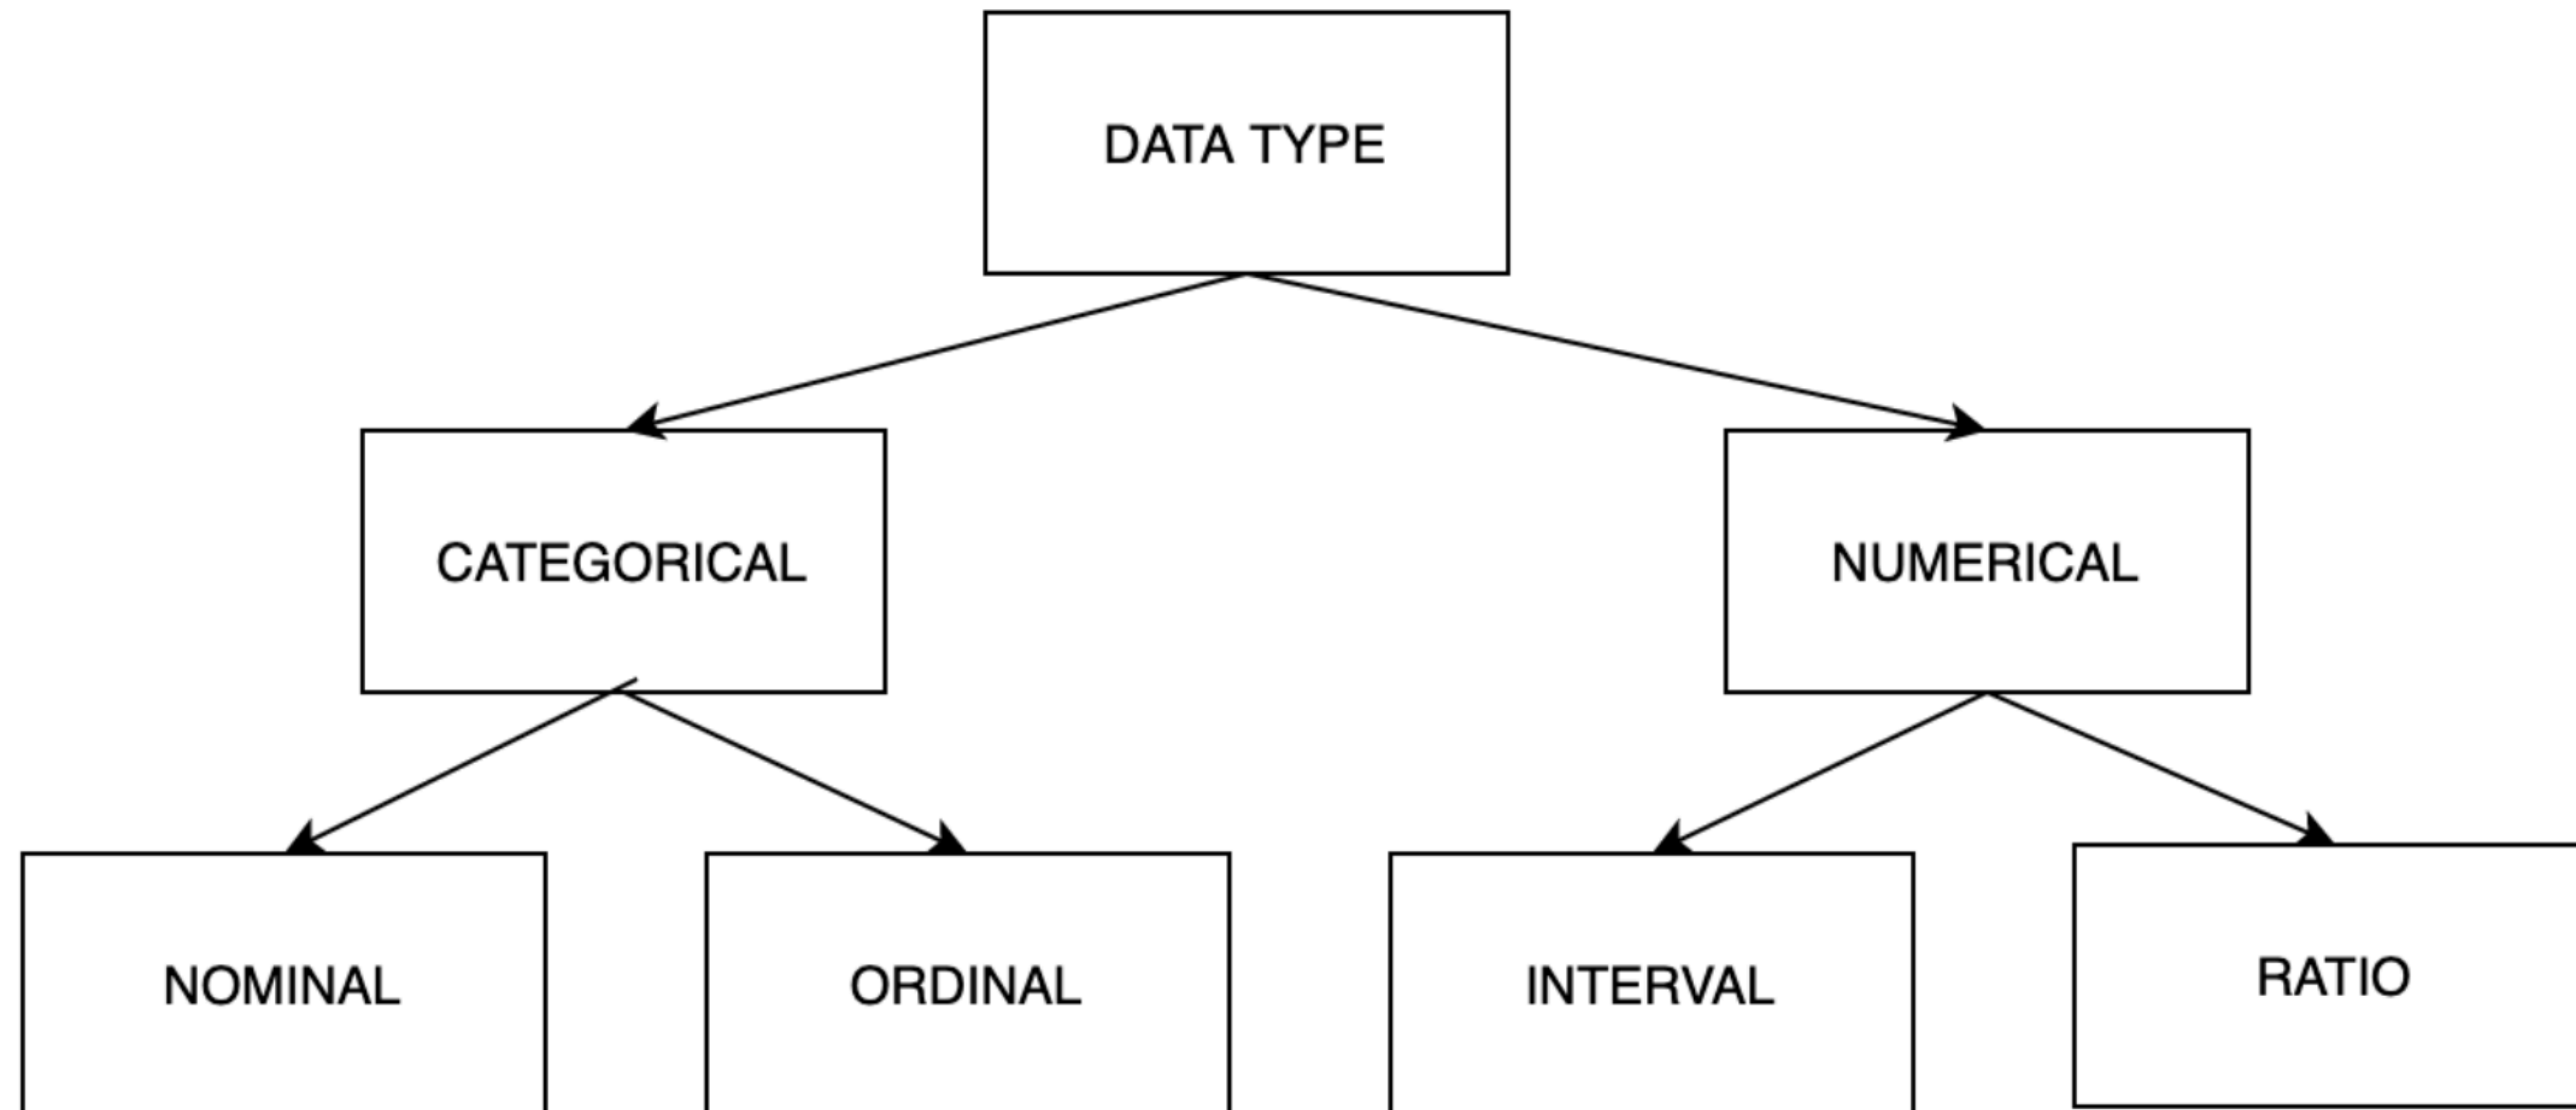 DATA TYPE
CATEGORICAL
NUMERICAL
NOMINAL
ORDINAL
INTERVAL
RATIO